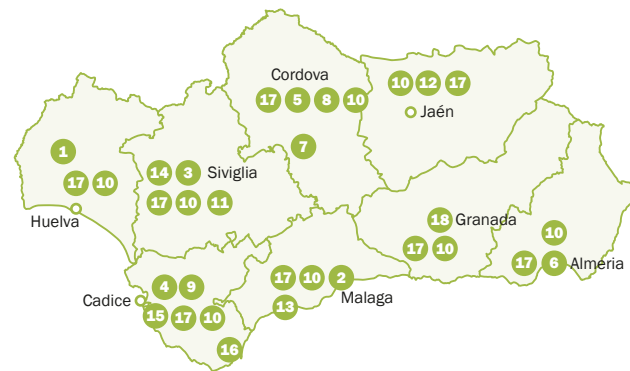 Cordova
17 5 8 10
7
10 12 17
Jaén
1
17 10
Huelva
14 3 Siviglia
17 10 11
18 Granada
17 10
10
17 6 Almeria
4 9
Cadice
15 17 10
16
17 10 2
Malaga
13